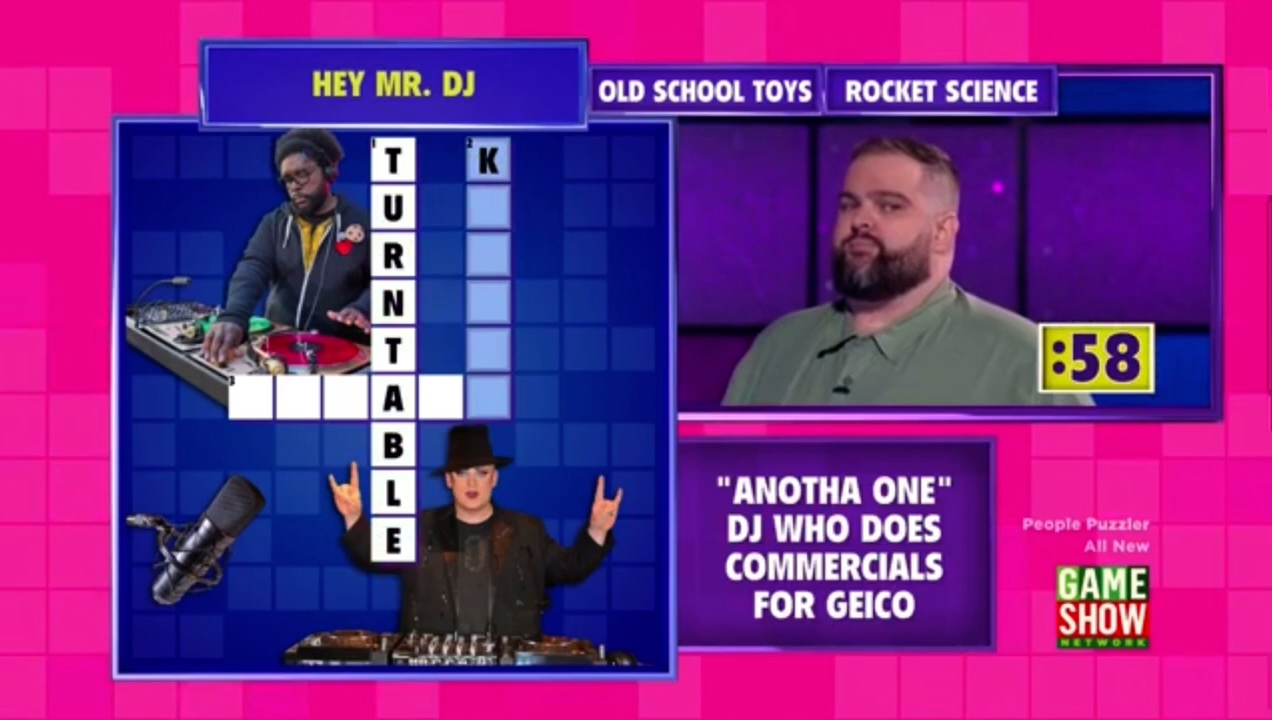 HEY MR. DJ
OLD SCHOOL TOYS
ROCKET SCIENCE
1
T
2
K
U
R
N
T
3
A
B
L
E
:58
"ANOTHA ONE"
DJ WHO DOES
COMMERCIALS
FOR GEICO
People Puzzler
All New
GAME
SHOW
NETWORK